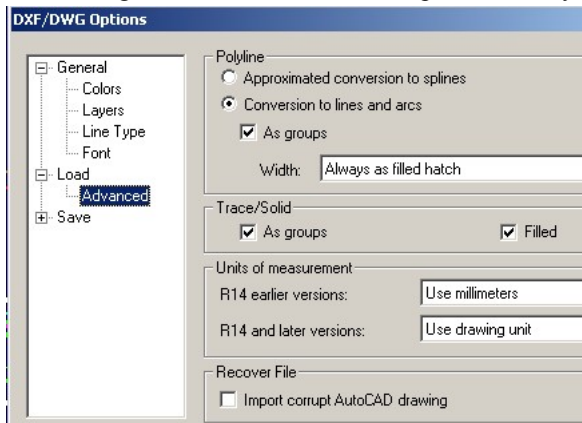 DXF/DWG Options
General
Colors
Layers
Line Type
Font
Load
Advanced
Save
Polyline
Approximated conversion to splines
Conversion to lines and arcs
As groups
Width: Always as filled hatch
Trace/Solid
As groups Filled
Units of measurement
R14 earlier versions: Use millimeters
R14 and later versions: Use drawing unit
Recover File
Import corrupt AutoCAD drawing